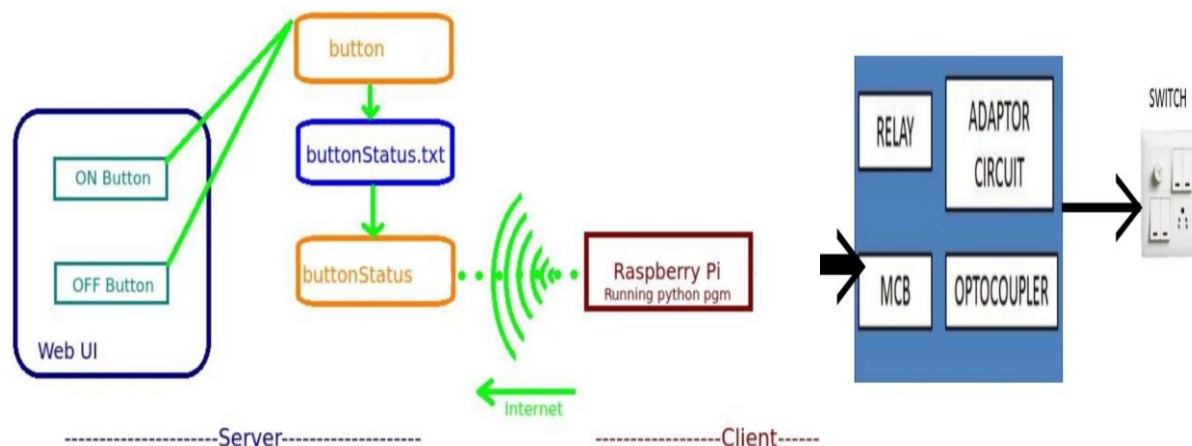 button
buttonStatus.txt
buttonStatus
ON Button
OFF Button
Web UI
Raspberry Pi
Running python pgm
Internet
RELAY
ADAPTOR
CIRCUIT
MCB
OPTOCOUPLER
SWITCH
----------------------Server--------------------
------------------Client------